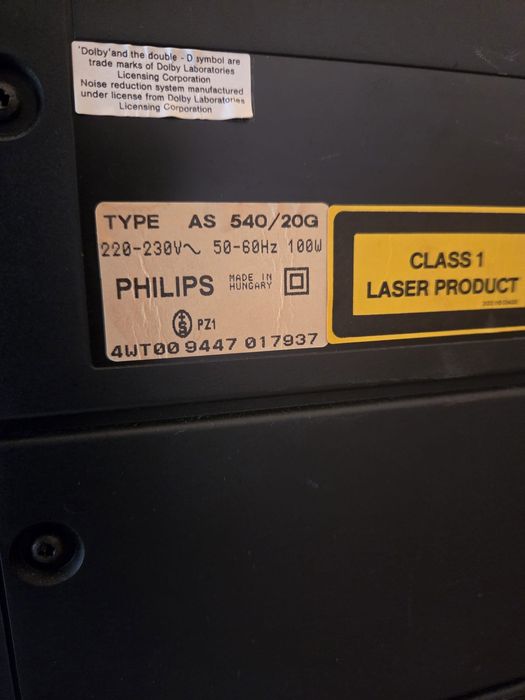 'Dolby' and the double - D symbol are
trade marks of Dolby Laboratories
Licensing Corporation
Noise reduction system manufactured
under license from Dolby Laboratories
Licensing Corporation
TYPE AS 540/20G
220-230V~ 50-60Hz 100W
PHILIPS MADE IN
HUNGARY
PZ1
4WT00 9447 017937
CLASS 1
LASER PRODUCT